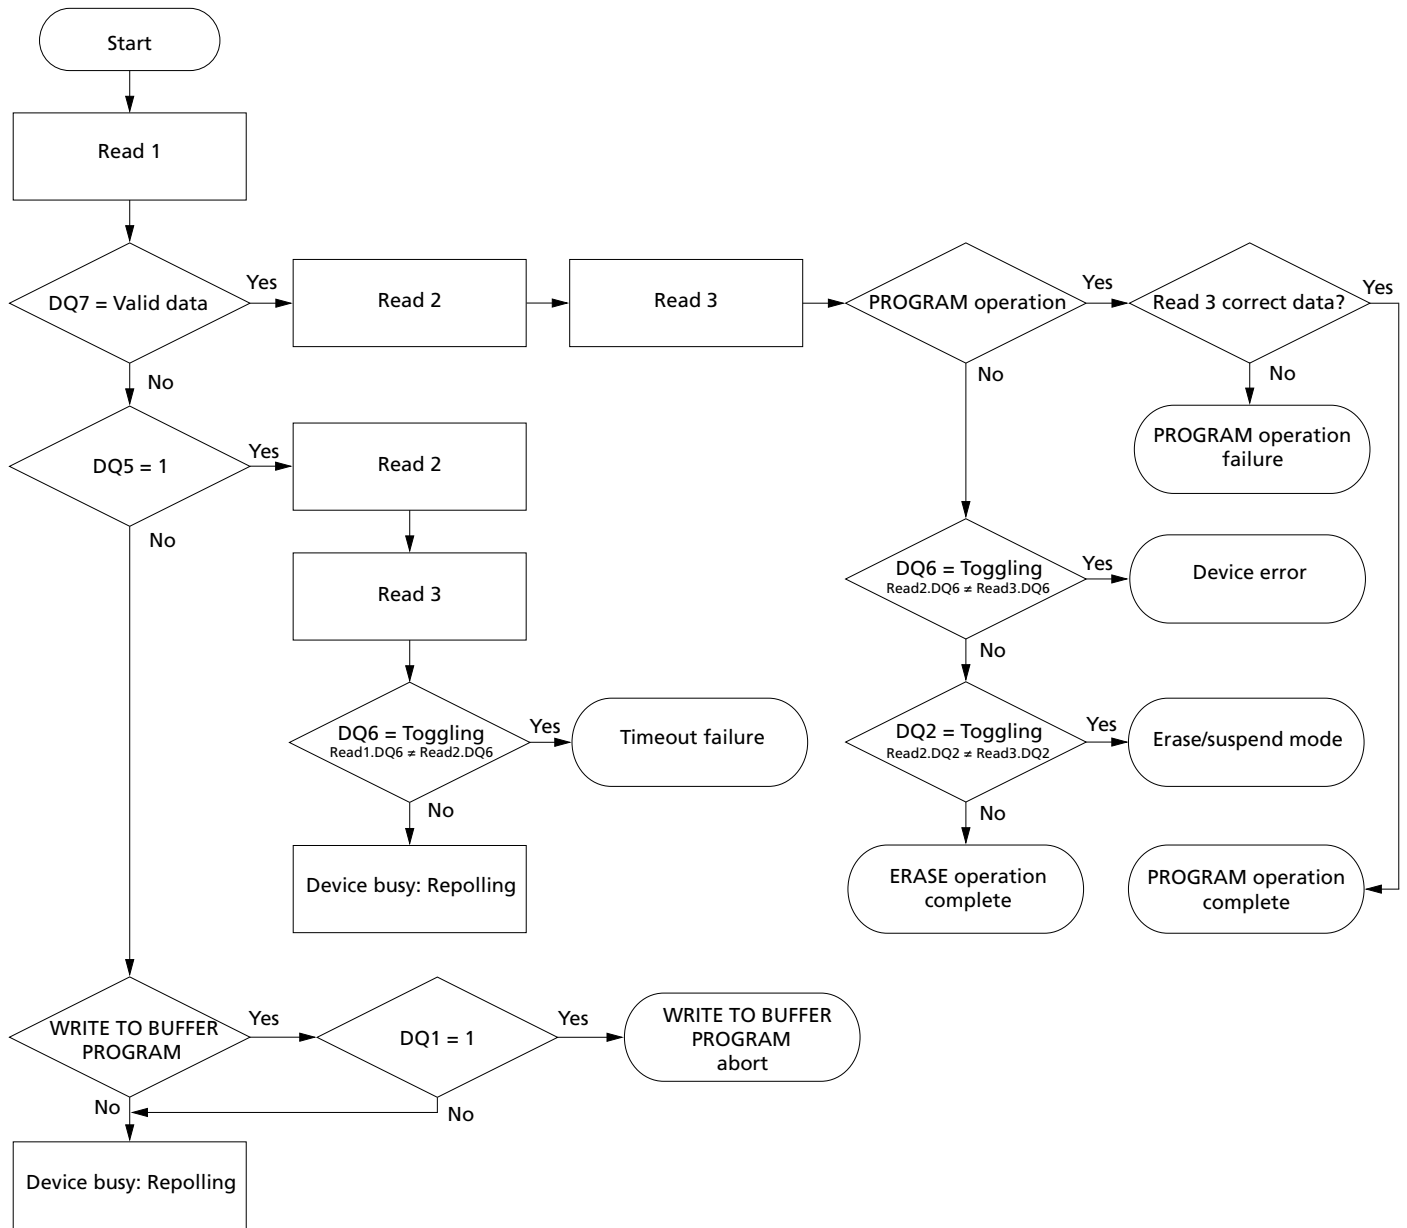 Start
Read 1
DQ7 = Valid data
Yes
Read 2
Read 3
PROGRAM operation
Yes
Read 3 correct data?
Yes
No
No
No
PROGRAM operation
failure
DQ5 = 1
Yes
Read 2
No
Read 3
DQ6 = Toggling
Read2.DQ6 ≠ Read3.DQ6
Yes
Device error
No
DQ6 = Toggling
Read1.DQ6 ≠ Read2.DQ6
Yes
Timeout failure
DQ2 = Toggling
Read2.DQ2 ≠ Read3.DQ2
Yes
Erase/suspend mode
No
No
Device busy: Repolling
ERASE operation
complete
PROGRAM operation
complete
WRITE TO BUFFER
PROGRAM
Yes
DQ1 = 1
Yes
WRITE TO BUFFER
PROGRAM
abort
No
No
Device busy: Repolling